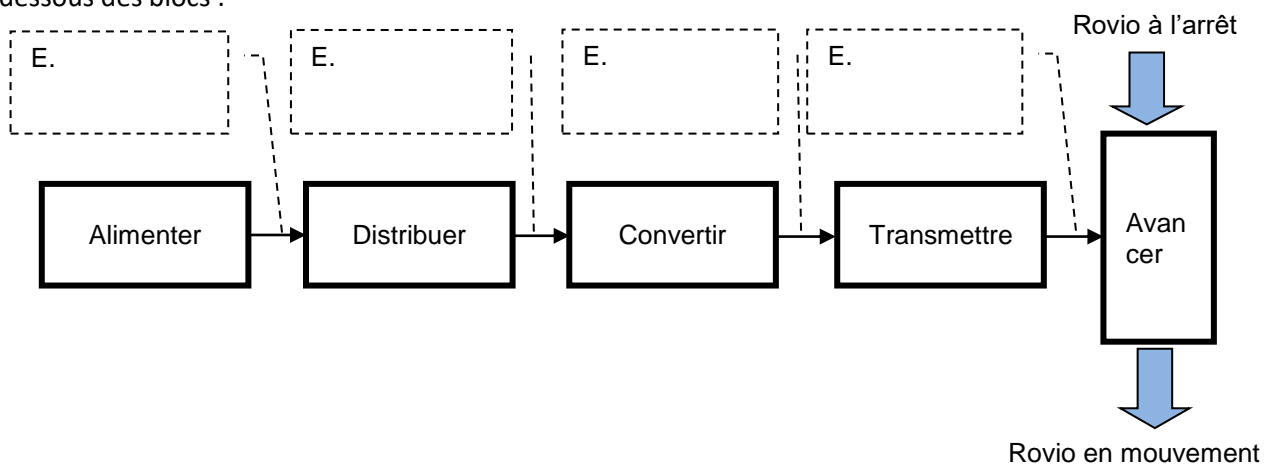 dessous des blocs :
Rovio à l'arrêt
E.
E.
E.
E.
Alimenter
Distribuer
Convertir
Transmettre
Avan
cer
Rovio en mouvement